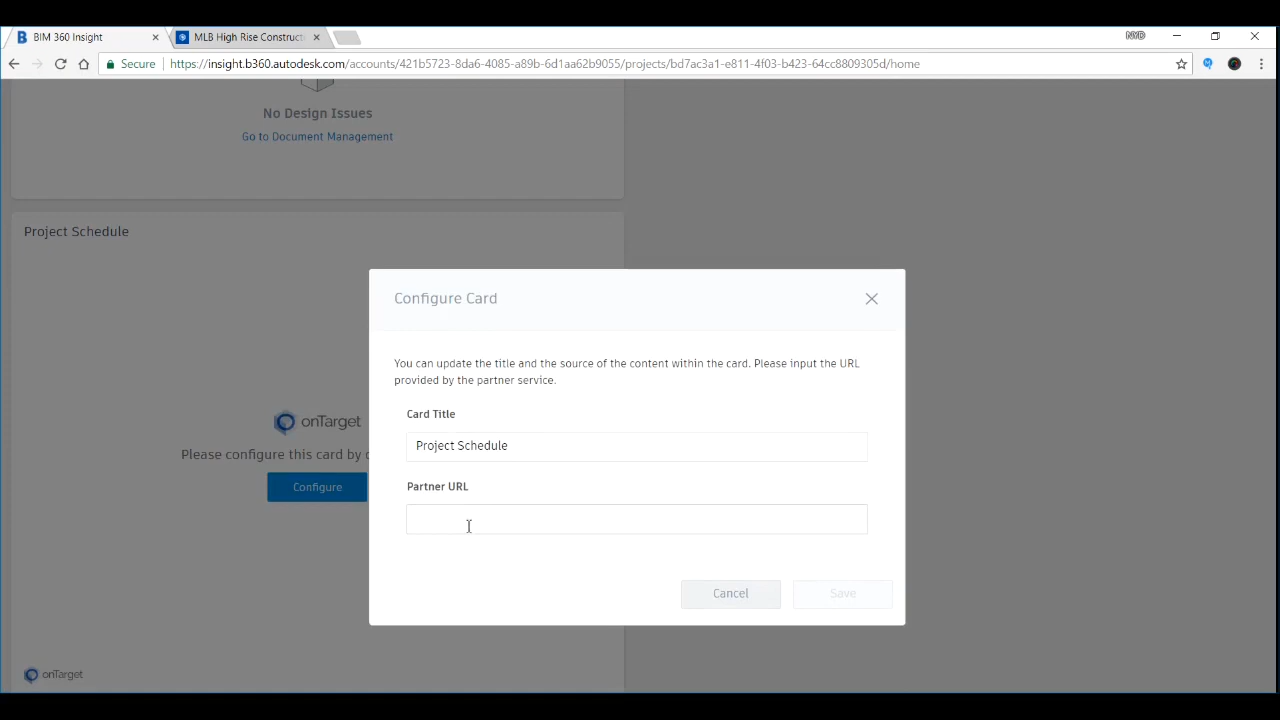 BIM 360 Insight
MLB High Rise Constructi
NYD
Secure
https://insight.b360.autodesk.com/accounts/421b5723-8da6-4085-a89b-6d1aa62b9055/projects/bd7ac3a1-e811-4f03-b423-64cc8809305d/home
No Design Issues
Go to Document Management
Project Schedule
onTarget
Please configure this card by c
Configure
onTarget
Configure Card
You can update the title and the source of the content within the card. Please input the URL
provided by the partner service.
Card Title
Project Schedule
Partner URL
Cancel
Save